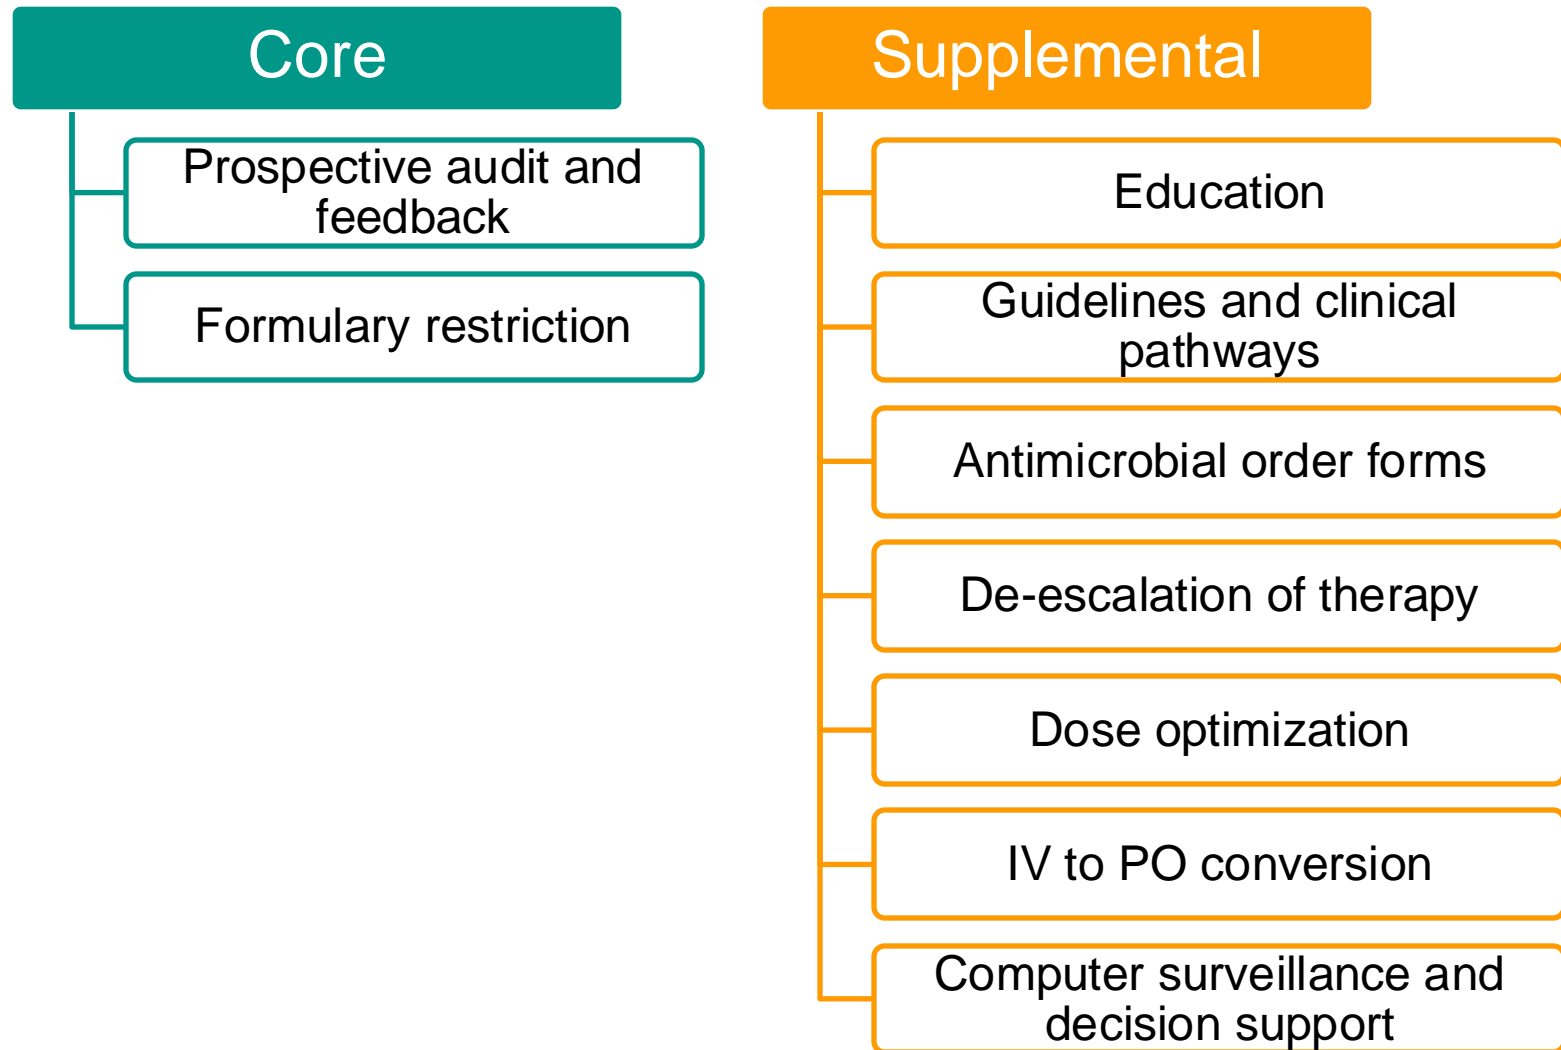 Core
Prospective audit and
feedback
Formulary restriction
Supplemental
Education
Guidelines and clinical
pathways
Antimicrobial order forms
De-escalation of therapy
Dose optimization
IV to PO conversion
Computer surveillance and
decision support